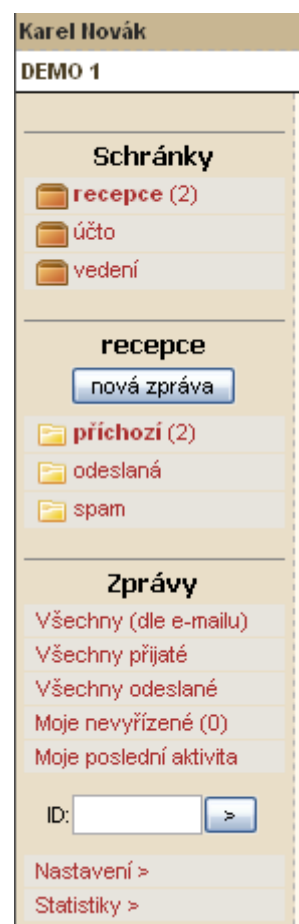 Karel Novák
DEMO 1
Schránky
recepce (2)
účto
vedení
recepce
nová zpráva
příchozí (2)
odeslaná
spam
Zprávy
Všechny (dle e-mailu)
Všechny přijaté
Všechny odeslané
Moje nevyřízené (0)
Moje poslední aktivita
ID: >
Nastavení >
Statistiky >